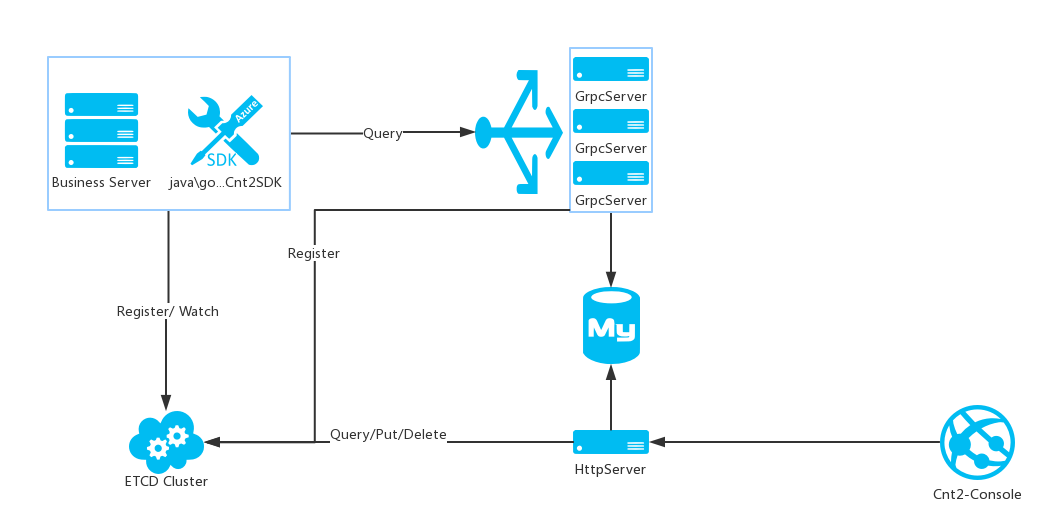 GrpcServer
Azure
Query
GrpcServer
SDK
Business Server
java\go...Cnt2SDK
GrpcServer
Register
Register/ Watch
My
Query/Put/Delete
HttpServer
ETCD Cluster
Cnt2-Console